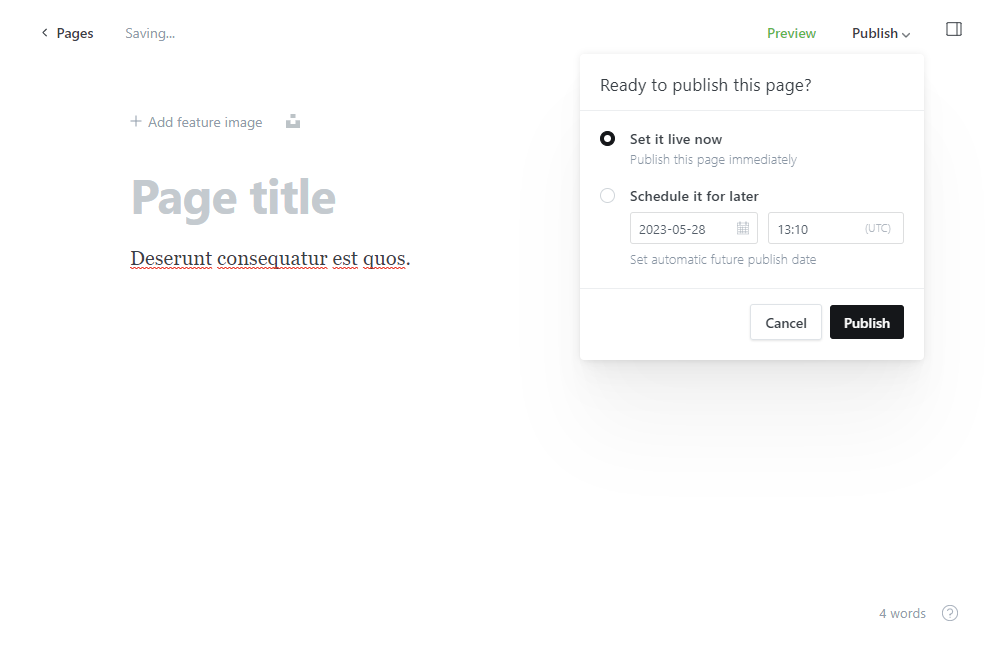 Pages
Saving...
Preview
Publish
Ready to publish this page?
Add feature image
Set it live now
Publish this page immediately
Page title
Schedule it for later
2023-05-28
13:10
(UTC)
Deserunt consequatur est quos.
Set automatic future publish date
Cancel
Publish
4 words
?